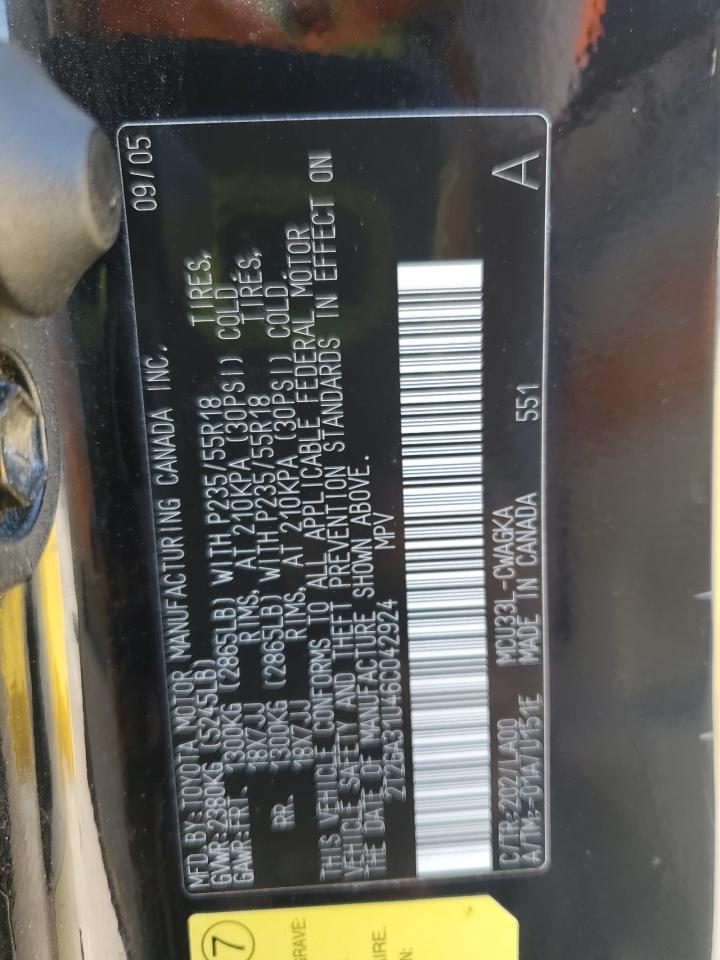 MFD. BY: TOYOTA MOTOR MANUFACTURING CANADA INC. 09/05
GVWR: 2380KG (5245LB)
GAWR: FRT. 1300KG (2865LB) WITH P235/55R18 TIRES,
18X7JJ RIMS, AT 210KPA (30PSI) COLD
RR. 1300KG (2865LB) WITH P235/55R18 TIRES,
18X7JJ RIMS, AT 210KPA (30PSI) COLD
THIS VEHICLE CONFORMS TO ALL APPLICABLE FEDERAL MOTOR
VEHICLE SAFETY AND THEFT PREVENTION STANDARDS IN EFFECT ON
THE DATE OF MANUFACTURE SHOWN ABOVE.
2T2GA31U46C042924 MPV
C/TR: 202/LA00 MCU33L-CWAGKA 551 A
A/TM: -01A/U151E MADE IN CANADA
7
GRAVE:
AIRE.
N: